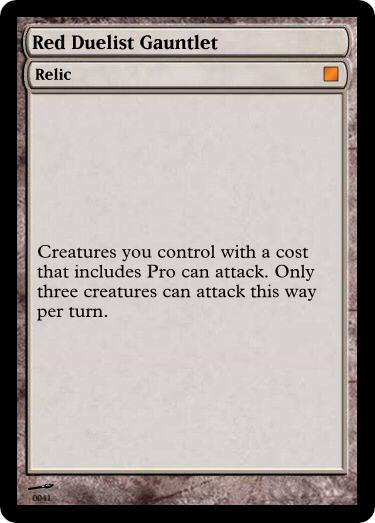 Red Duelist Gauntlet
Relic
Creatures you control with a cost
that includes Pro can attack. Only
three creatures can attack this way
per turn.
0041